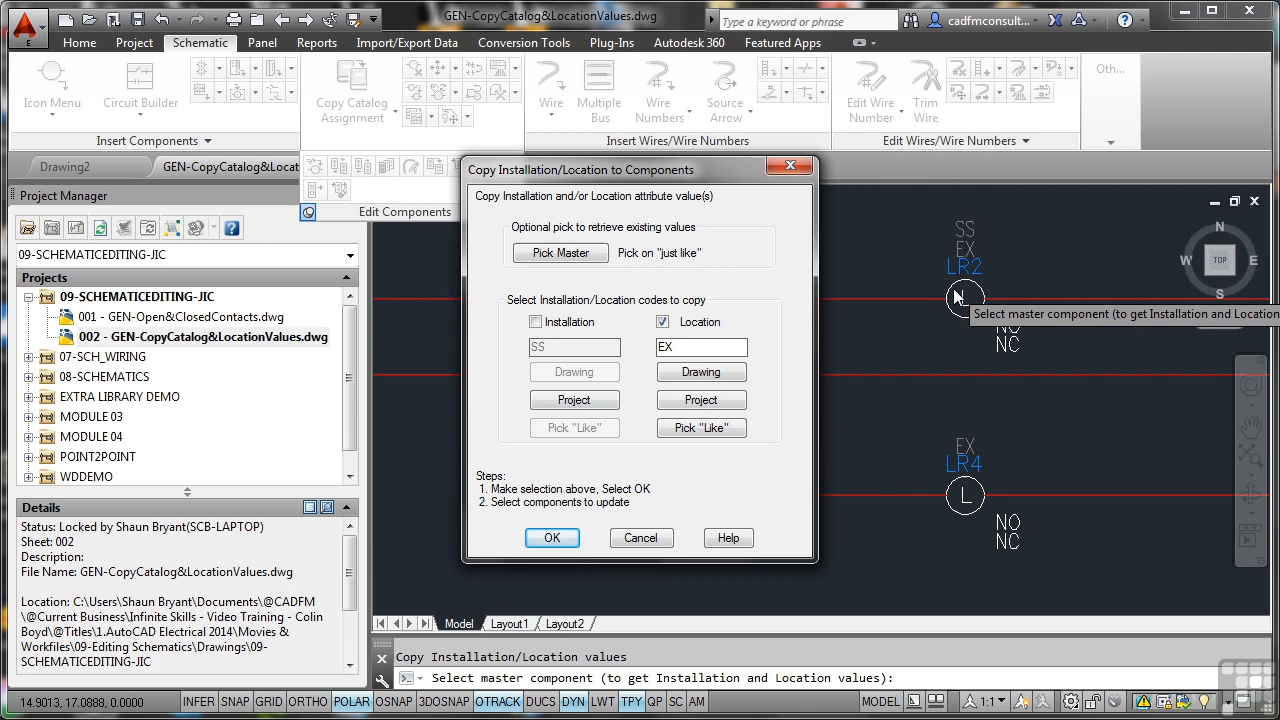 GEN-CopyCatalog&LocationValues.dwg
Type a keyword or phrase
cadfmconsult...
Home
Project
Schematic
Panel
Reports
Import/Export Data
Conversion Tools
Plug-Ins
Autodesk 360
Featured Apps
E
Icon Menu
Circuit Builder
Copy Catalog
Assignment
Wire
Multiple
Bus
Wire
Numbers
Source
Arrow
Edit Wire
Number
Trim
Wire
Oth...
Insert Components
Insert Wires/Wire Numbers
Edit Wires/Wire Numbers
Drawing2
GEN-CopyCatalog&Locat
Edit Components
Project Manager
09-SCHEMATICEDITING-JIC
Projects
09-SCHEMATICEDITING-JIC
001 - GEN-Open&ClosedContacts.dwg
002 - GEN-CopyCatalog&LocationValues.dwg
07-SCH_WIRING
08-SCHEMATICS
EXTRA LIBRARY DEMO
MODULE 03
MODULE 04
POINT2POINT
WDDEMO
Details
Status: Locked by Shaun Bryant(SCB-LAPTOP)
Sheet: 002
Description:
File Name: GEN-CopyCatalog&LocationValues.dwg
Location: C:\Users\Shaun Bryant\Documents\@CADFM
\@Current Business\Infinite Skills - Video Training - Colin
Boyd\@Titles\1.AutoCAD Electrical 2014\Movies &
Workfiles\09-Editing Schematics\Drawings\09-
SCHEMATICEDITING-JIC
Copy Installation/Location to Components
Copy Installation and/or Location attribute value(s)
Optional pick to retrieve existing values
Pick Master
Pick on "just like"
Select Installation/Location codes to copy
Installation
Location
SS
EX
Drawing
Drawing
Project
Project
Pick "Like"
Pick "Like"
Steps:
1. Make selection above, Select OK
2. Select components to update
OK
Cancel
Help
SS
EX
LR2
Select master component (to get Installation and Location
NO
NC
EX
LR4
L
NO
NC
N
W
TOP
E
S
Model
Layout1
Layout2
Copy Installation/Location values
Select master component (to get Installation and Location values):
14.9013, 17.0888, 0.0000
INFER
SNAP
GRID
ORTHO
POLAR
OSNAP
3DOSNAP
OTRACK
DUCS
DYN
LWT
TPY
QP
SC
AM
MODEL
1:1